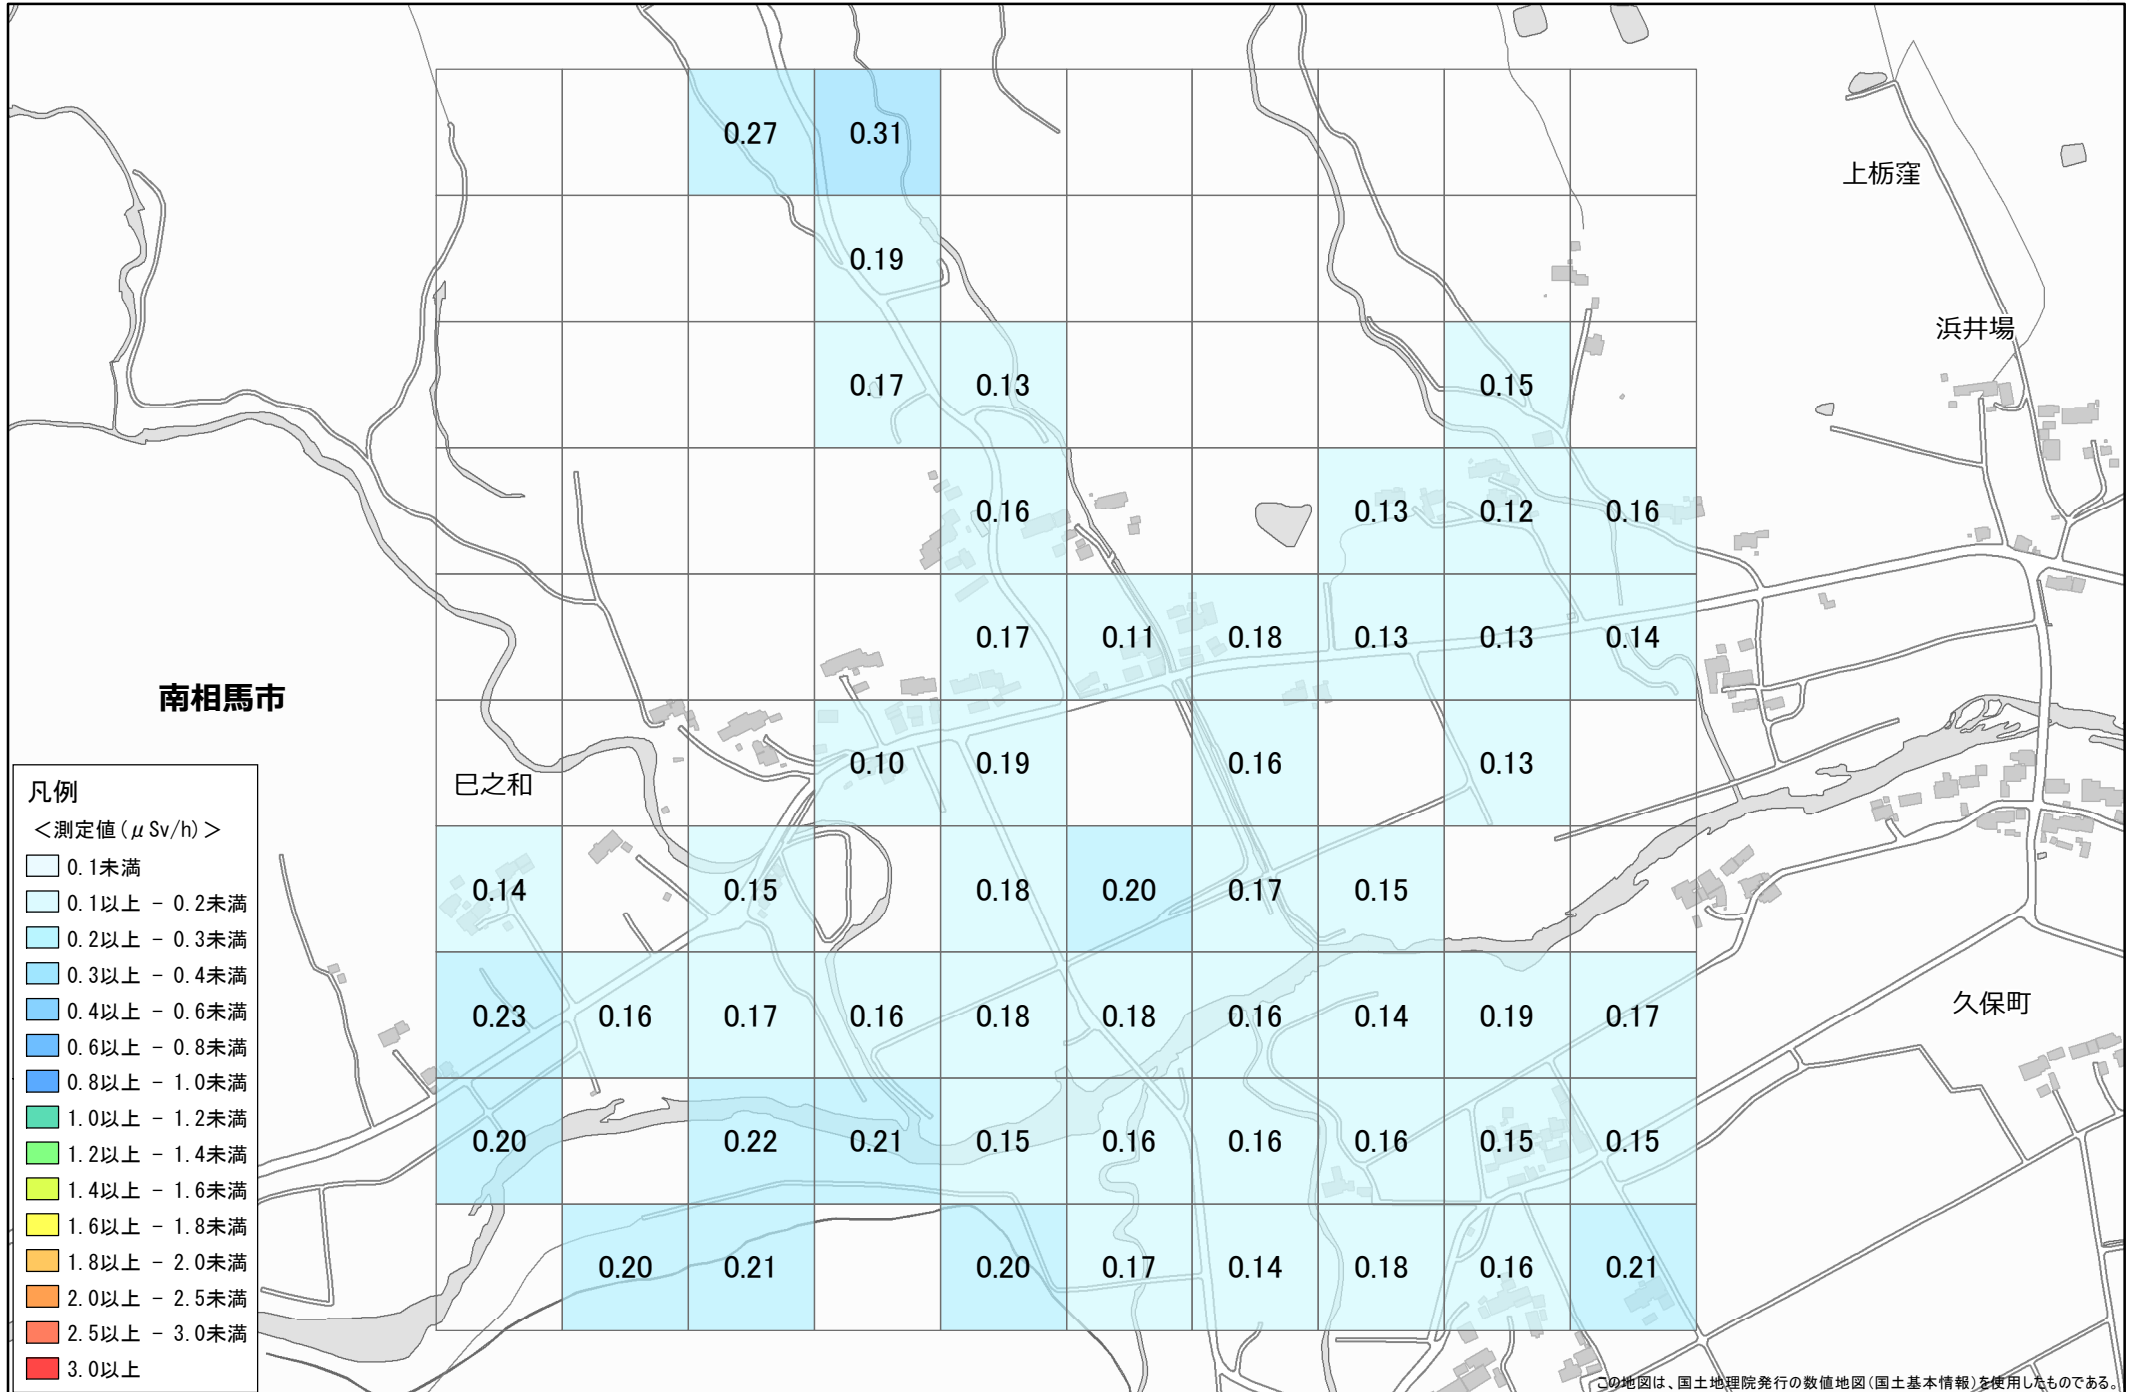 0.27 0.31
上栃窪
0.19
浜井場
0.17 0.13 0.15
0.16 0.13 0.12 0.16
0.17 0.11 0.18 0.13 0.13 0.14
南相馬市
0.10 0.19 0.16 0.13
巳之和
0.14 0.15 0.18 0.20 0.17 0.15
0.23 0.16 0.17 0.16 0.18 0.18 0.16 0.14 0.19 0.17
久保町
0.20 0.22 0.21 0.15 0.16 0.16 0.16 0.15 0.15
0.20 0.21 0.20 0.17 0.14 0.18 0.16 0.21
凡例
＜測定値(μSv/h)＞
0.1未満
0.1以上 - 0.2未満
0.2以上 - 0.3未満
0.3以上 - 0.4未満
0.4以上 - 0.6未満
0.6以上 - 0.8未満
0.8以上 - 1.0未満
1.0以上 - 1.2未満
1.2以上 - 1.4未満
1.4以上 - 1.6未満
1.6以上 - 1.8未満
1.8以上 - 2.0未満
2.0以上 - 2.5未満
2.5以上 - 3.0未満
3.0以上
この地図は、国土地理院発行の数値地図(国土基本情報)を使用したものである。